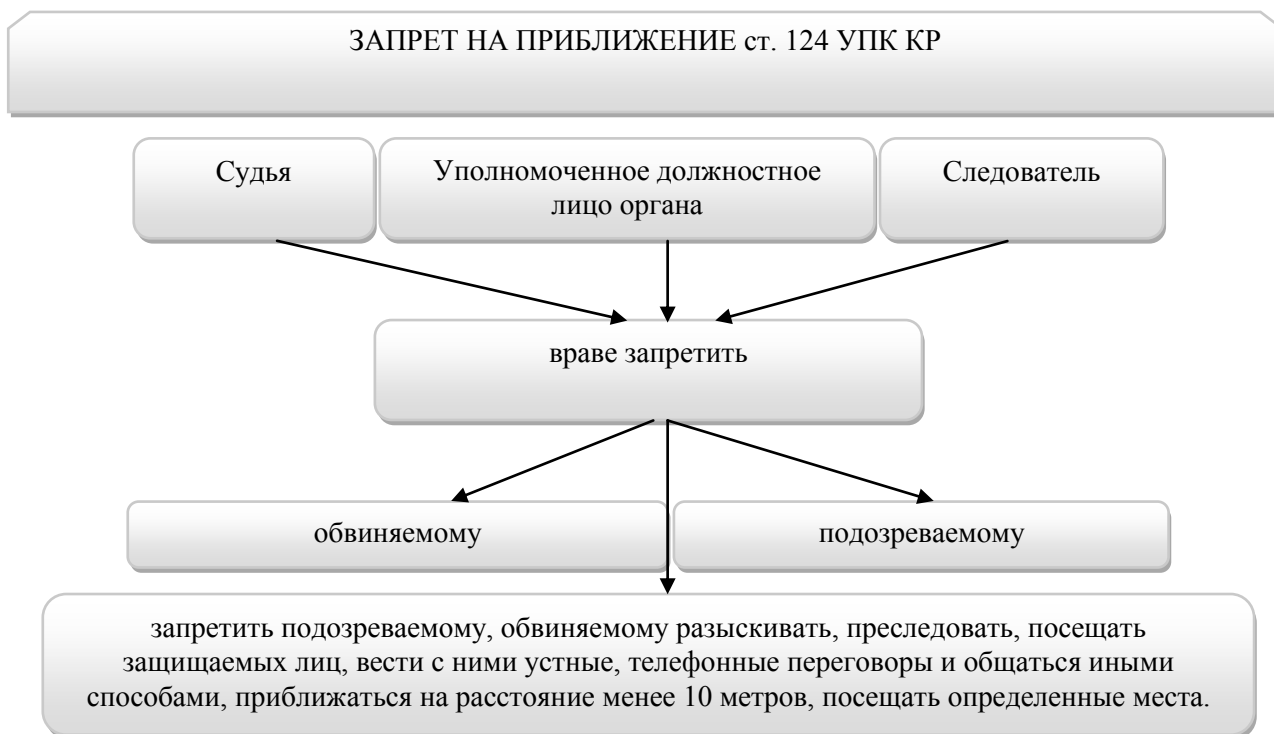 ЗАПРЕТ НА ПРИБЛИЖЕНИЕ ст. 124 УПК КР
Судья
Уполномоченное должностное
лицо органа
Следователь
враве запретить
обвиняемому
подозреваемому
запретить подозреваемому, обвиняемому разыскивать, преследовать, посещать
защищаемых лиц, вести с ними устные, телефонные переговоры и общаться иными
способами, приближаться на расстояние менее 10 метров, посещать определенные места.